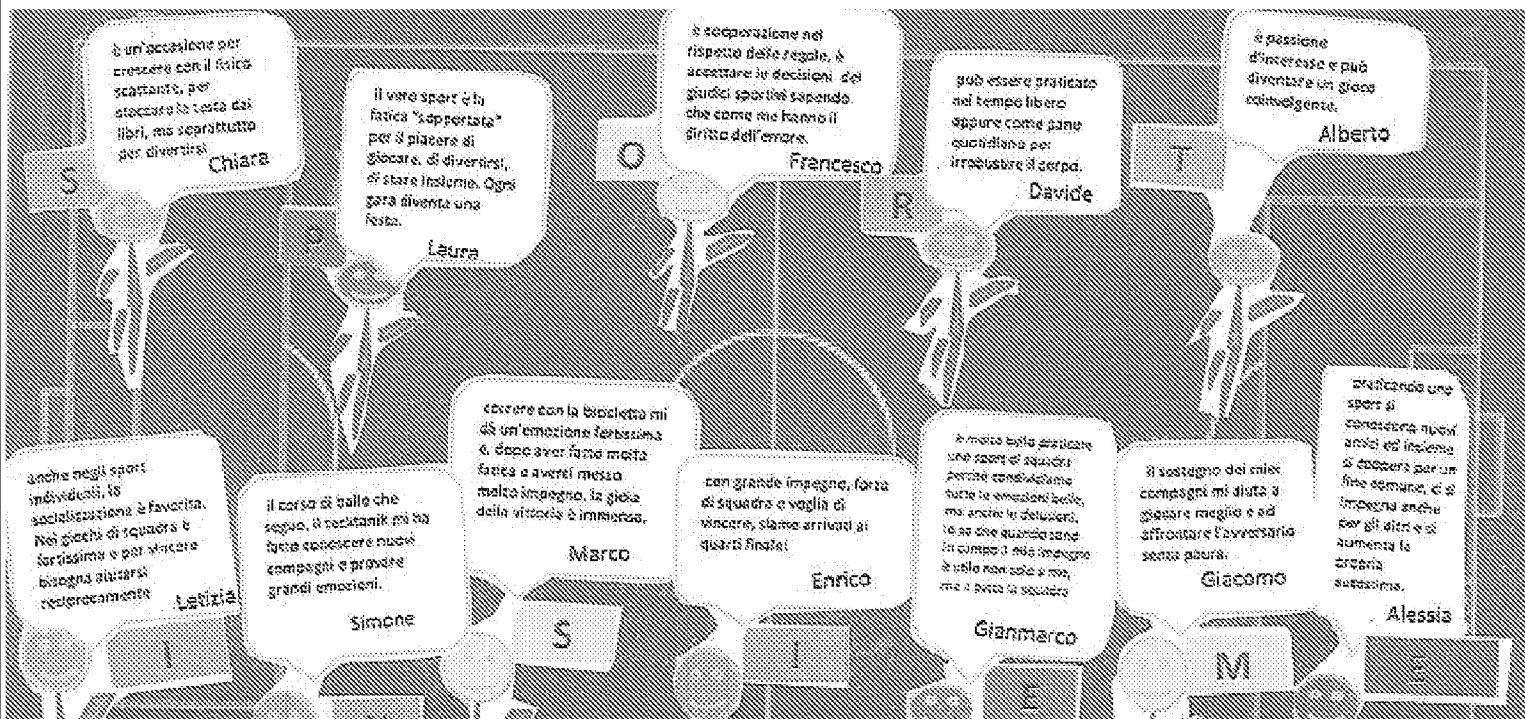 è un'occasione per
crescere con il fisico
scattante, per
staccare la testa dai
libri, ma soprattutto
per divertirsi
Chiara
S
il vero sport è la
fatica "sopportata"
per il piacere di
giocare, di divertirsi,
di stare insieme. Ogni
gara diventa una
festa.
Laura
P
è cooperazione nel
rispetto delle regole, è
accettare le decisioni dei
giudici sportivi sapendo
che come me hanno il
diritto dell'errore.
Francesco
O
può essere praticato
nel tempo libero
oppure come pane
quotidiano per
irrobustire il corpo.
Davide
R
è passione
d'interesse e può
diventare un gioco
coinvolgente.
Alberto
T
anche negli sport
individuali, la
socializzazione è favorita.
Nei giochi di squadra è
fortissima e per vincere
bisogna aiutarsi
reciprocamente
Letizia
I
il corso di ballo che
seguo, il mi ha
fatto conoscere nuovi
compagni e provare
grandi emozioni.
Simone
correre con la bicicletta mi
dà un'emozione fortissima
e, dopo aver fatto molta
fatica e averci messo
molto impegno, la gioia
della vittoria è immensa.
Marco
S
con grande impegno, forza
di squadra e voglia di
vincere, siamo arrivati ai
quarti finale!
Enrico
I
è molto bello praticare
uno sport di squadra
perché condividiamo
tutte le emozioni belle,
ma anche le delusioni.
Io so che quando sono
in campo il mio impegno
è utile non solo a me,
ma a tutta la squadra
Gianmarco
E
il sostegno dei miei
compagni mi aiuta a
giocare meglio e ad
affrontare l'avversario
senza paura.
Giacomo
M
praticando uno
sport si
conoscono nuovi
amici ed insieme
si coopera per un
fine comune, ci si
impegna anche
per gli altri e si
aumenta la
propria
autostima.
Alessia
E